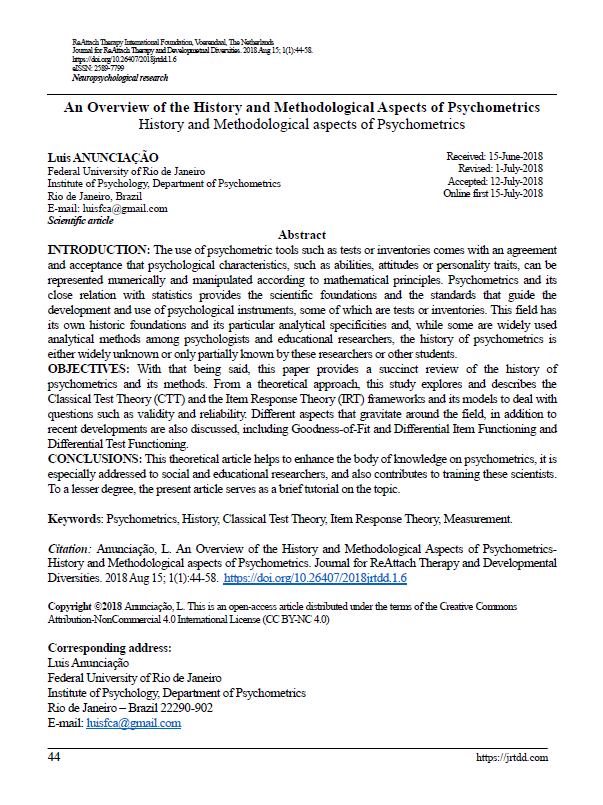 ReAttach Therapy International Foundation, Voerendaal, The Netherlands
Journal for ReAttach Therapy and Developmetnal Diversities. 2018 Aug 15; 1(1):44-58.
https://doi.org/10.26407/2018jrtdd.1.6
eISSN: 2589-7799
Neuropsychological research
An Overview of the History and Methodological Aspects of Psychometrics
History and Methodological aspects of Psychometrics
Luis ANUNCIAÇÃO
Federal University of Rio de Janeiro
Institute of Psychology, Department of Psychometrics
Rio de Janeiro, Brazil
E-mail: luisfca@gmail.com
Scientific article
Received: 15-June-2018
Revised: 1-July-2018
Accepted: 12-July-2018
Online first 15-July-2018
Abstract
INTRODUCTION: The use of psychometric tools such as tests or inventories comes with an agreement
and acceptance that psychological characteristics, such as abilities, attitudes or personality traits, can be
represented numerically and manipulated according to mathematical principles. Psychometrics and its
close relation with statistics provides the scientific foundations and the standards that guide the
development and use of psychological instruments, some of which are tests or inventories. This field has
its own historic foundations and its particular analytical specificities and, while some are widely used
analytical methods among psychologists and educational researchers, the history of psychometrics is
either widely unknown or only partially known by these researchers or other students.
OBJECTIVES: With that being said, this paper provides a succinct review of the history of
psychometrics and its methods. From a theoretical approach, this study explores and describes the
Classical Test Theory (CTT) and the Item Response Theory (IRT) frameworks and its models to deal with
questions such as validity and reliability. Different aspects that gravitate around the field, in addition to
recent developments are also discussed, including Goodness-of-Fit and Differential Item Functioning and
Differential Test Functioning.
CONCLUSIONS: This theoretical article helps to enhance the body of knowledge on psychometrics, it is
especially addressed to social and educational researchers, and also contributes to training these scientists.
To a lesser degree, the present article serves as a brief tutorial on the topic.
Keywords: Psychometrics, History, Classical Test Theory, Item Response Theory, Measurement.
Citation: Anunciação, L. An Overview of the History and Methodological Aspects of Psychometrics-
History and Methodological aspects of Psychometrics. Journal for ReAttach Therapy and Developmental
Diversities. 2018 Aug 15; 1(1):44-58. https://doi.org/10.26407/2018jrtdd.1.6
Copyright ©2018 Anunciação, L. This is an open-access article distributed under the terms of the Creative Commons
Attribution-NonCommercial 4.0 International License (CC BY-NC 4.0)
Corresponding address:
Luis Anunciação
Federal University of Rio de Janeiro
Institute of Psychology, Department of Psychometrics
Rio de Janeiro – Brazil 22290-902
E-mail: luisfca@gmail.com
44
https://jrtdd.com